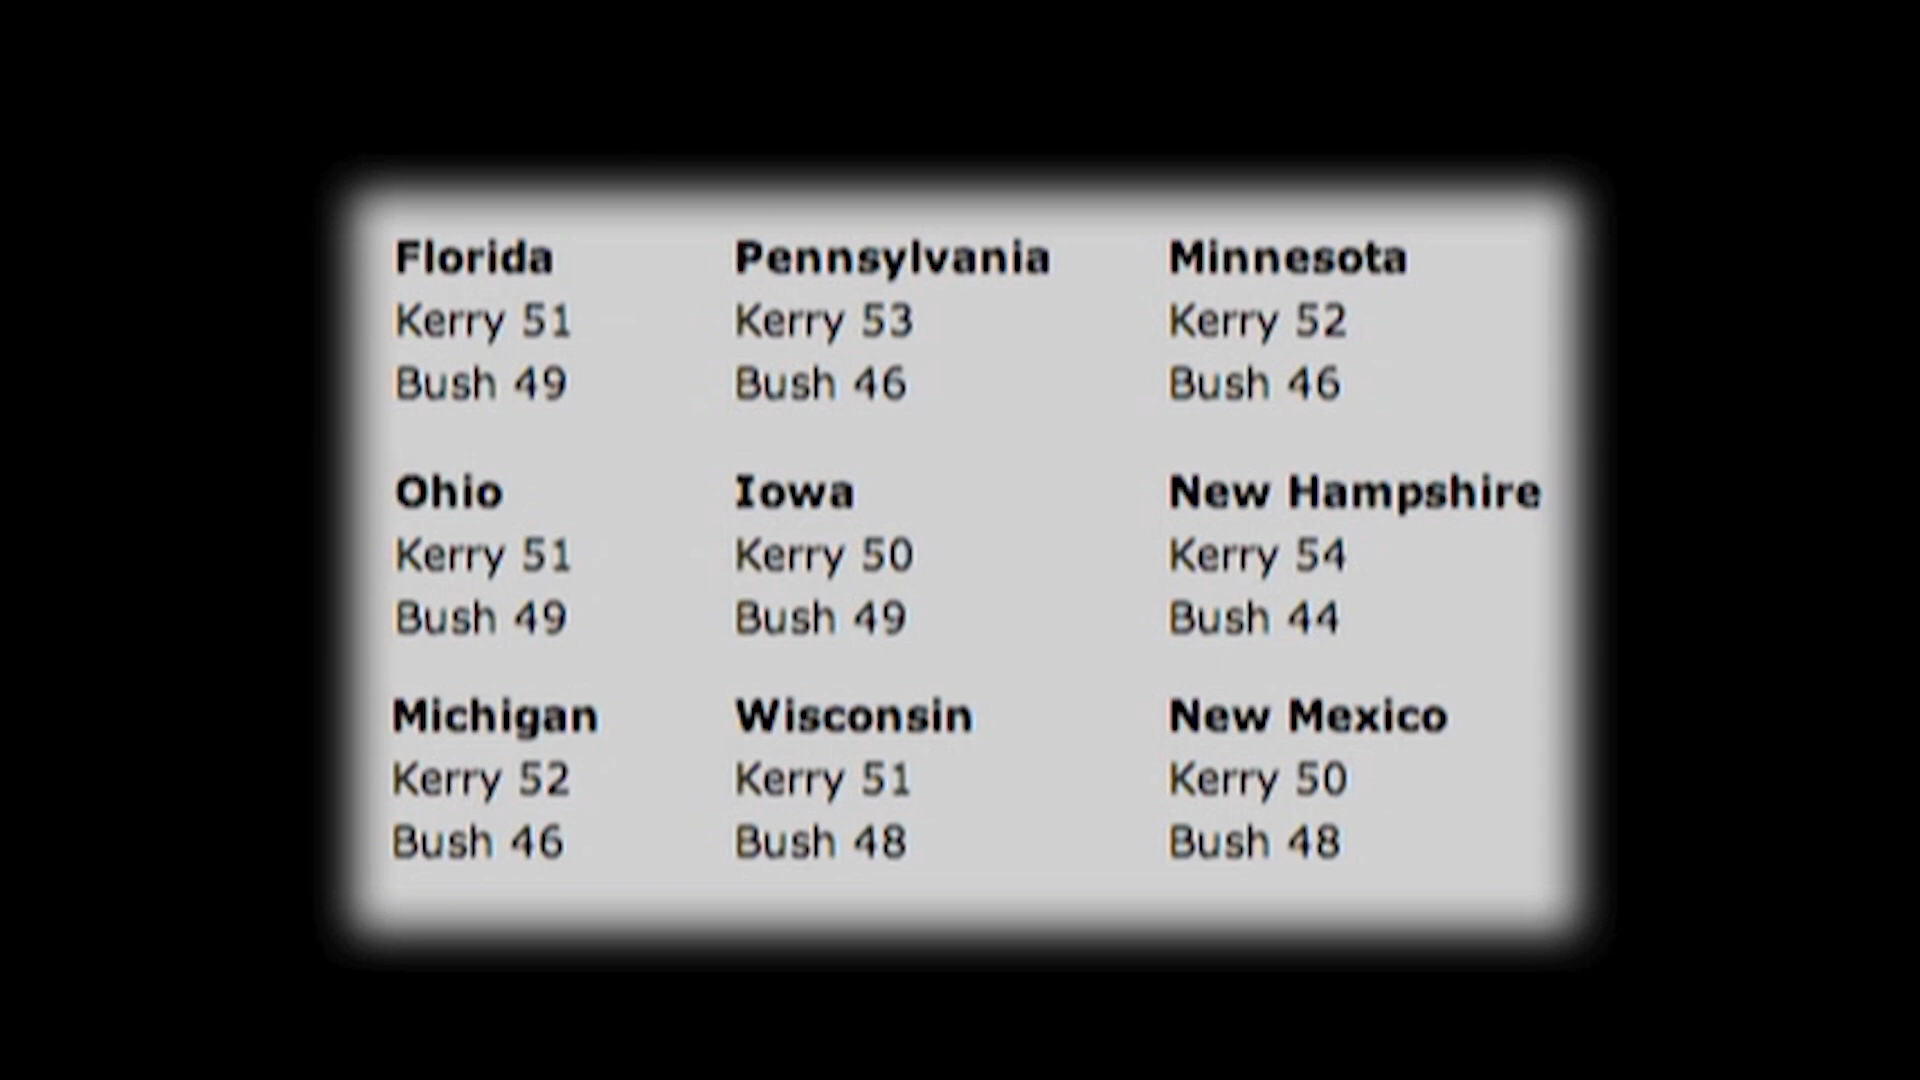 Florida
Kerry 51
Bush 49
Ohio
Kerry 51
Bush 49
Michigan
Kerry 52
Bush 46
Pennsylvania
Kerry 53
Bush 46
Iowa
Kerry 50
Bush 49
Wisconsin
Kerry 51
Bush 48
Minnesota
Kerry 52
Bush 46
New Hampshire
Kerry 54
Bush 44
New Mexico
Kerry 50
Bush 48